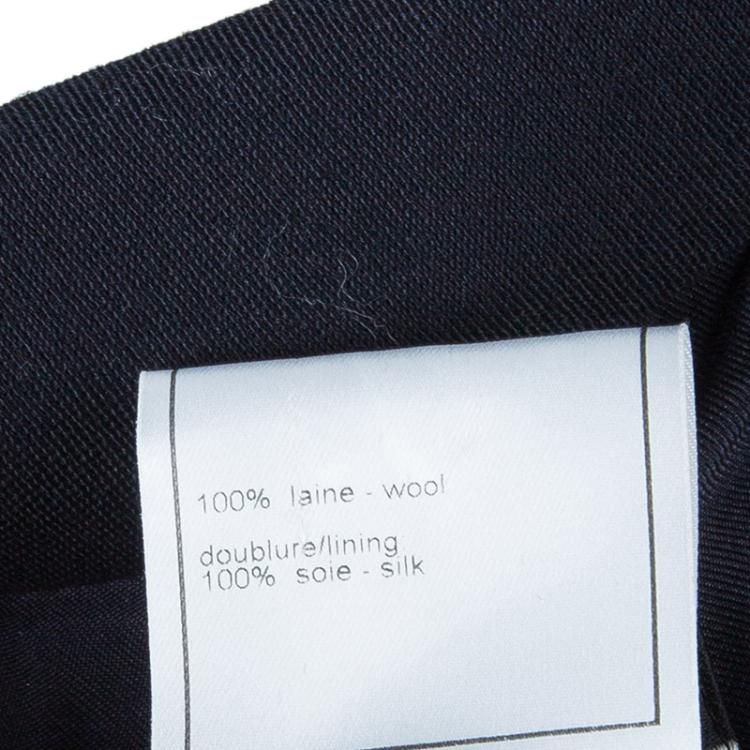 100% laine - wool
doublure/lining
100% soie - silk